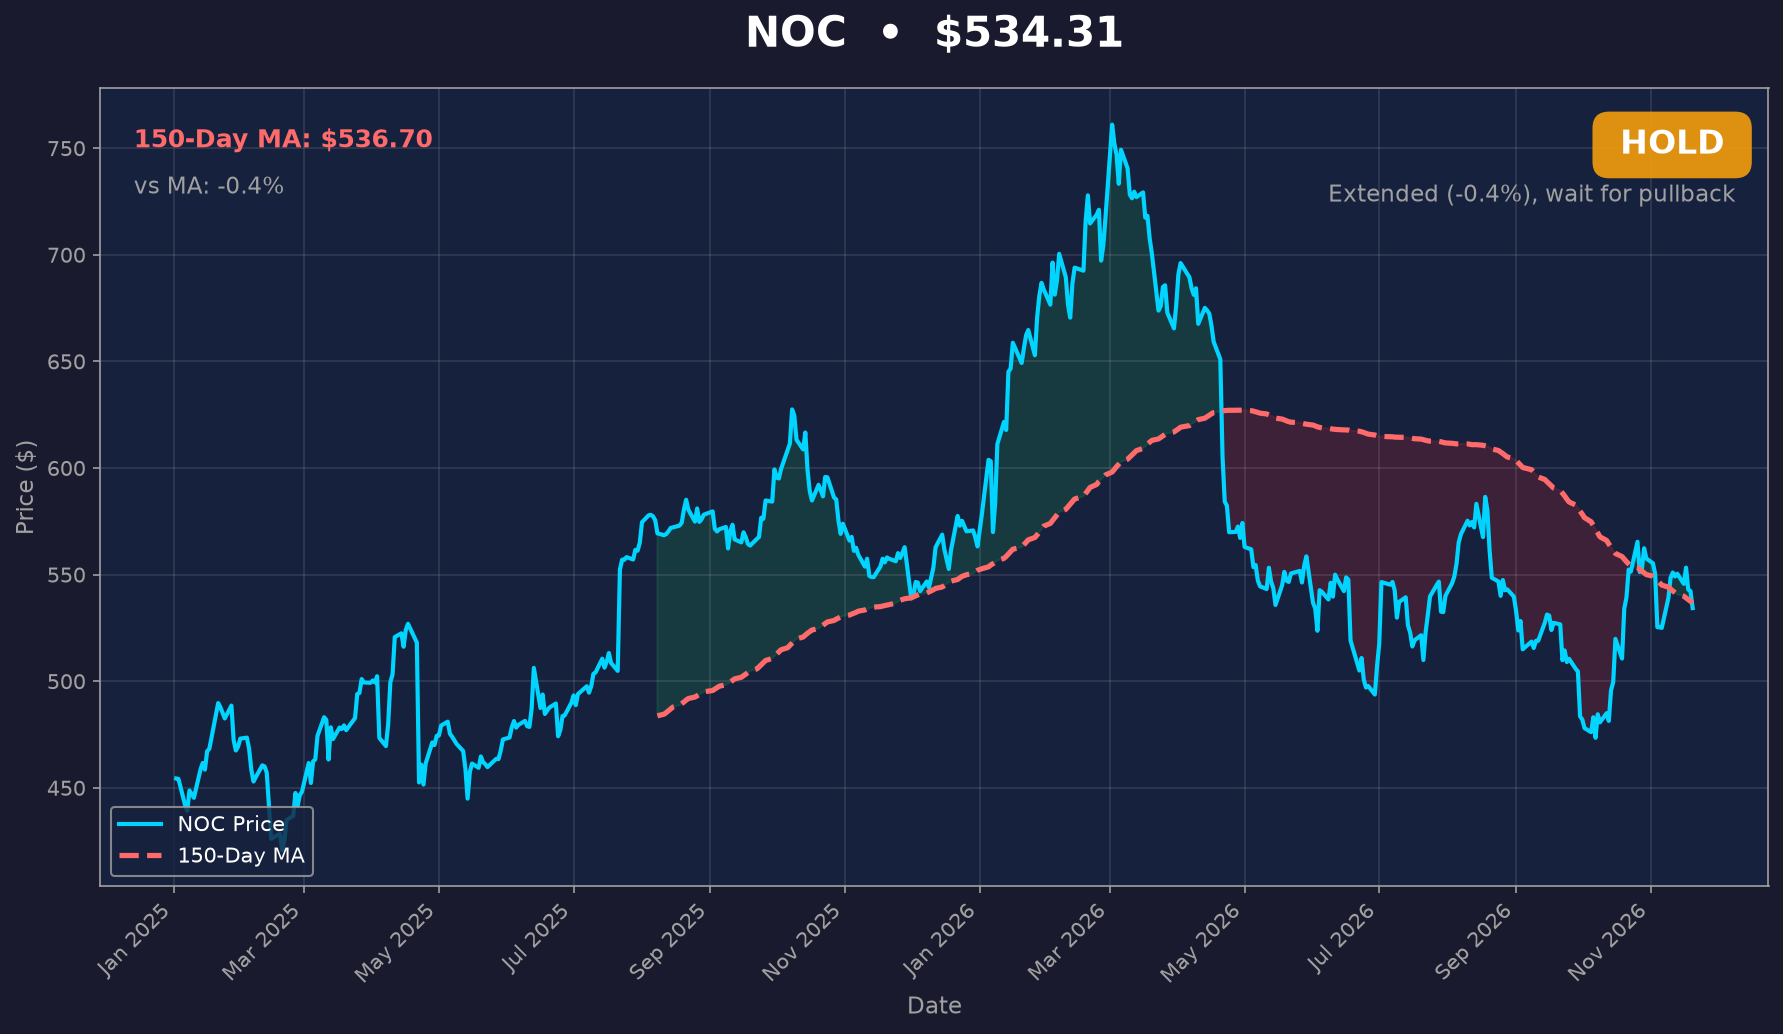 NOC • $534.31
150-Day MA: $536.70
vs MA: -0.4%
HOLD
Extended (-0.4%), wait for pullback
Price ($)
750
700
650
600
550
500
450
NOC Price
150-Day MA
Jan 2025
Mar 2025
May 2025
Jul 2025
Sep 2025
Nov 2025
Jan 2026
Mar 2026
May 2026
Jul 2026
Sep 2026
Nov 2026
Date